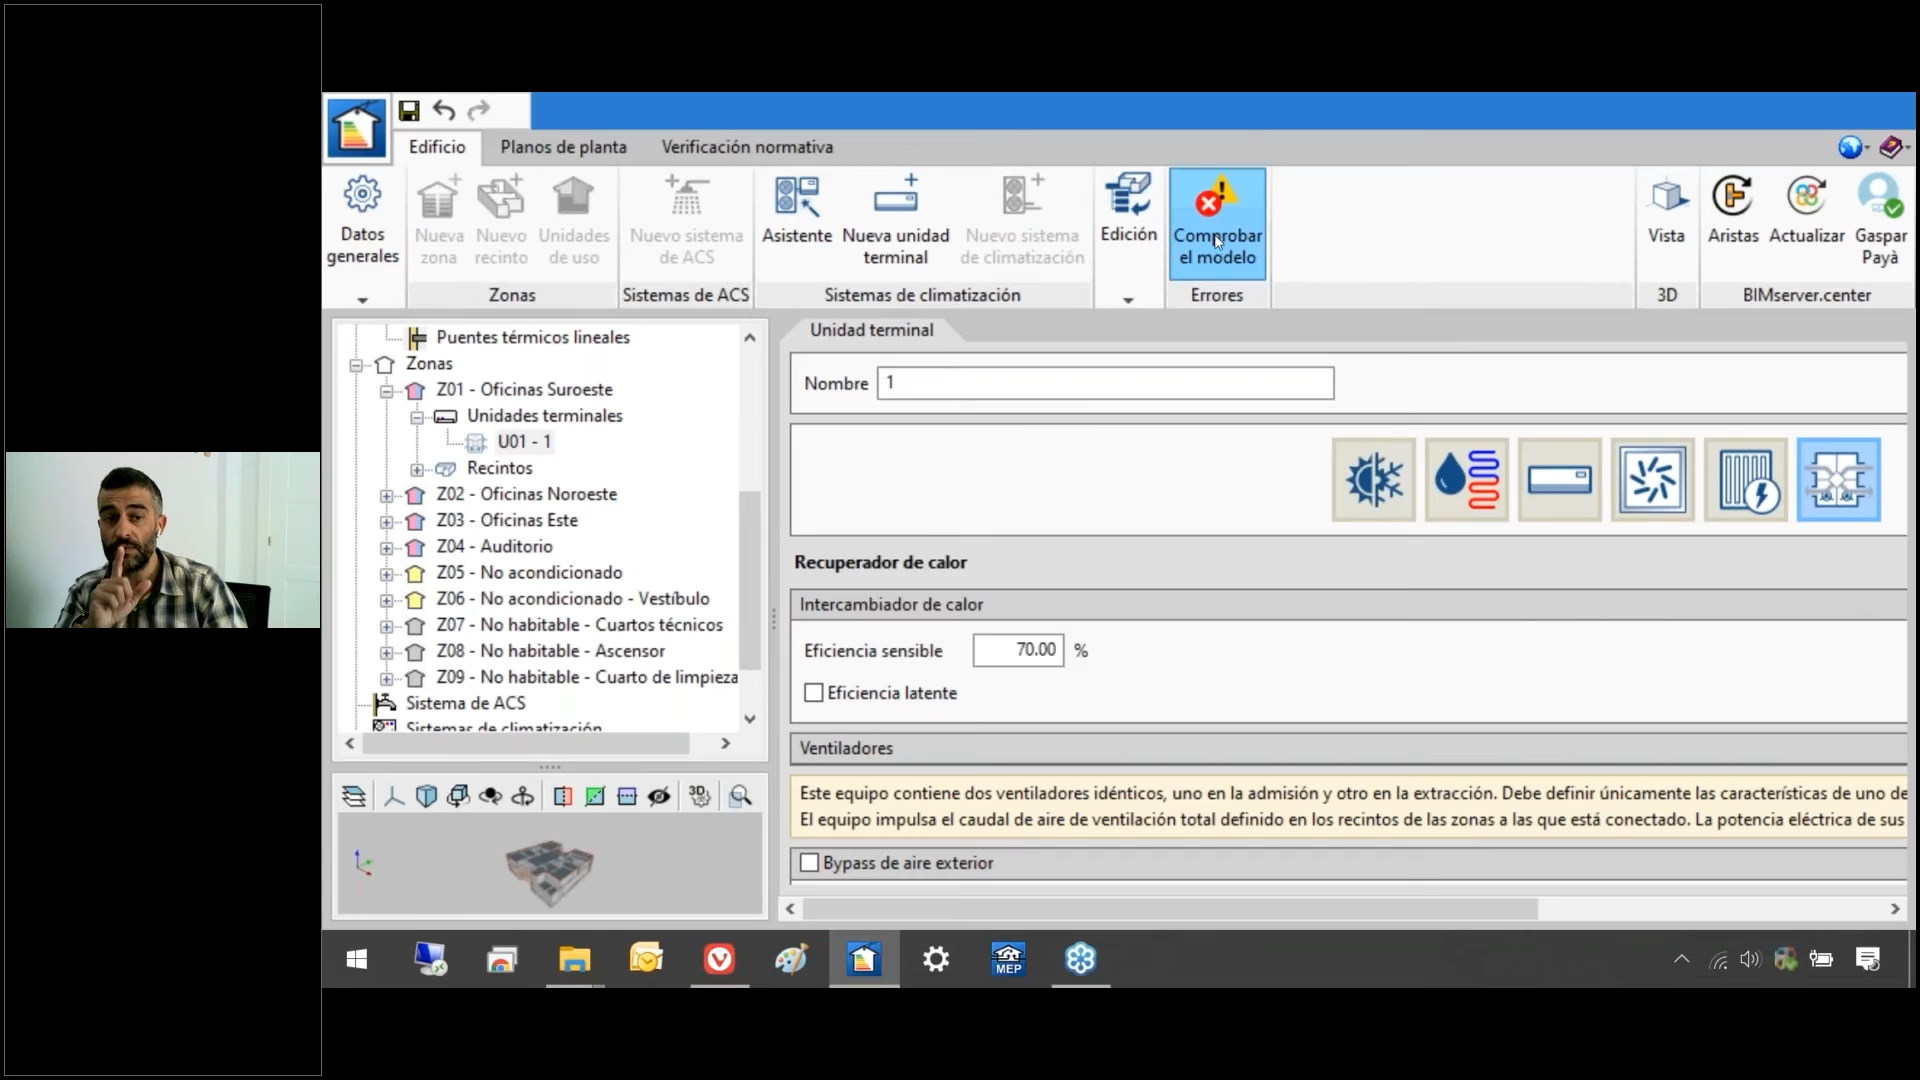 Edificio
Planos de planta
Verificación normativa
Datos generales
Nueva zona
Nuevo recinto
Unidades de uso
Nuevo sistema de ACS
Asistente
Nueva unidad terminal
Nuevo sistema de climatización
Edición
Comprobar el modelo
Vista
Aristas
Actualizar
Gaspar Payà
Zonas
Sistemas de ACS
Sistemas de climatización
Errores
3D
BIMserver.center
Puentes térmicos lineales
Zonas
Z01 - Oficinas Suroeste
Unidades terminales
U01 - 1
Recintos
Z02 - Oficinas Noroeste
Z03 - Oficinas Este
Z04 - Auditorio
Z05 - No acondicionado
Z06 - No acondicionado - Vestíbulo
Z07 - No habitable - Cuartos técnicos
Z08 - No habitable - Ascensor
Z09 - No habitable - Cuarto de limpieza
Sistema de ACS
Sistemas de climatización
3D
Unidad terminal
Nombre 1
Recuperador de calor
Intercambiador de calor
Eficiencia sensible 70.00 %
Eficiencia latente
Ventiladores
Este equipo contiene dos ventiladores idénticos, uno en la admisión y otro en la extracción. Debe definir únicamente las características de uno de
El equipo impulsa el caudal de aire de ventilación total definido en los recintos de las zonas a las que está conectado. La potencia eléctrica de sus
Bypass de aire exterior
MEP